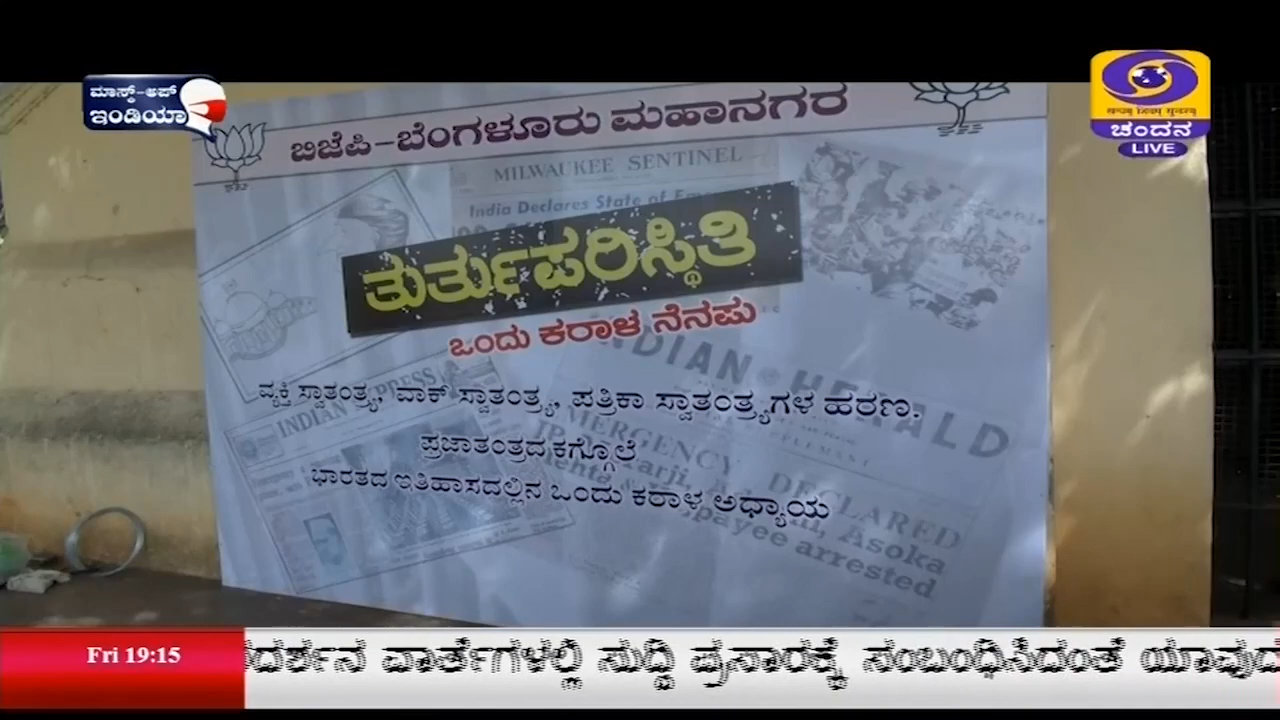 ಮಾಸ್ಕ್-ಅಪ್
ಇಂಡಿಯಾ
ಚಂದನ
LIVE
ಬಿಜೆಪಿ-ಬೆಂಗಳೂರು ಮಹಾನಗರ
MILWAUKEE SENTINEL
India Declares State of
ತುರ್ತುಪರಿಸ್ಥಿತಿ
ಒಂದು ಕರಾಳ ನೆನಪು
INDIAN HERALD
ವ್ಯಕ್ತಿ ಸ್ವಾತಂತ್ರ್ಯ, ವಾಕ್ ಸ್ವಾತಂತ್ರ್ಯ, ಪತ್ರಿಕಾ ಸ್ವಾತಂತ್ರ್ಯಗಳ ಹರಣ.
INDIAN EXPRESS
EMERGENCY DECLARED
ಪ್ರಜಾತಂತ್ರದ ಕಗ್ಗೊಲೆ
ಭಾರತದ ಇತಿಹಾಸದಲ್ಲಿನ ಒಂದು ಕರಾಳ ಅಧ್ಯಾಯ
Asoka
arrested
Fri 19:15
ದರ್ಶನ ವಾರ್ತೆಗಳಲ್ಲಿ ಸುದ್ದಿ ಪ್ರಸಾರಕ್ಕೆ ಸಂಬಂಧಿಸಿದಂತೆ ಯಾವುದ